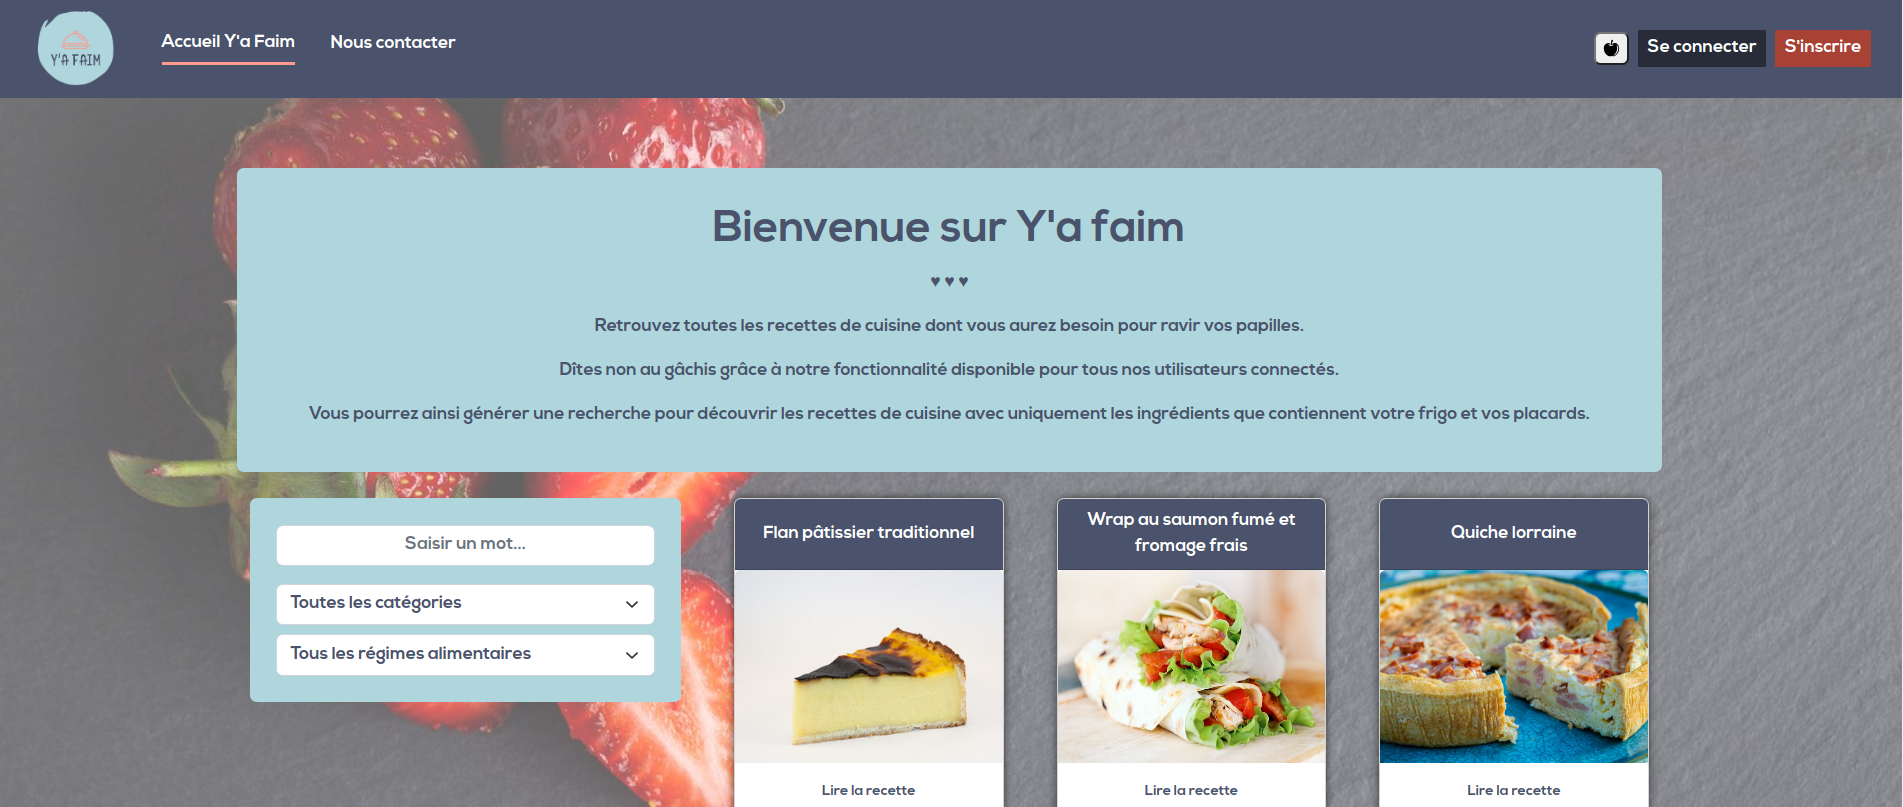 Y'A FAIM
Accueil Y'a Faim
Nous contacter
Se connecter
S'inscrire
Bienvenue sur Y'a faim
♥ ♥ ♥
Retrouvez toutes les recettes de cuisine dont vous aurez besoin pour ravir vos papilles.
Dîtes non au gâchis grâce à notre fonctionnalité disponible pour tous nos utilisateurs connectés.
Vous pourrez ainsi générer une recherche pour découvrir les recettes de cuisine avec uniquement les ingrédients que contiennent votre frigo et vos placards.
Saisir un mot...
Toutes les catégories
Tous les régimes alimentaires
Flan pâtissier traditionnel
Lire la recette
Wrap au saumon fumé et
fromage frais
Lire la recette
Quiche lorraine
Lire la recette